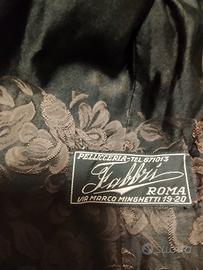 PELLICCERIA-TEL.671013
Fabbri
ROMA
VIA MARCO MINGHETTI 19-20
Subito